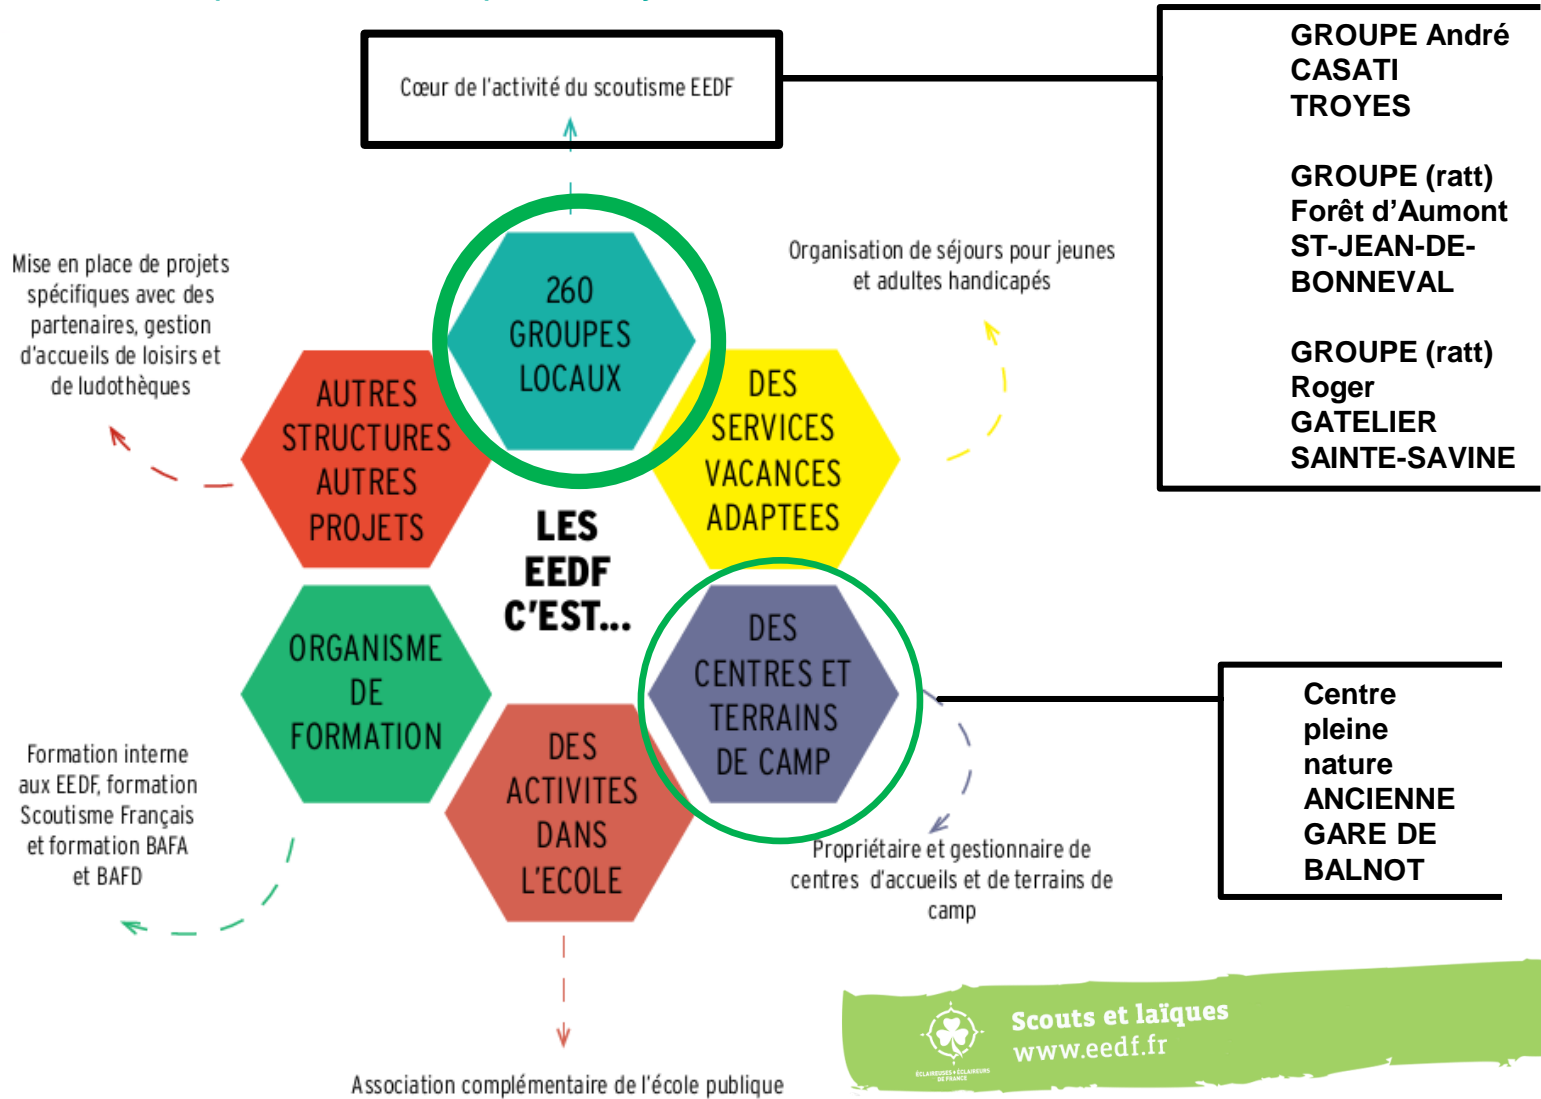 Cœur de l'activité du scoutisme EEDF
GROUPE André
CASATI
TROYES
GROUPE (ratt)
Forêt d'Aumont
ST-JEAN-DE-
BONNEVAL
GROUPE (ratt)
Roger
GATELIER
SAINTE-SAVINE
260
GROUPES
LOCAUX
Organisation de séjours pour jeunes
et adultes handicapés
DES
SERVICES
VACANCES
ADAPTEES
Mise en place de projets
spécifiques avec des
partenaires, gestion
d'accueils de loisirs et
de ludothèques
AUTRES
STRUCTURES
AUTRES
PROJETS
LES
EEDF
C'EST...
DES
CENTRES ET
TERRAINS
DE CAMP
Centre
pleine
nature
ANCIENNE
GARE DE
BALNOT
Propriétaire et gestionnaire de
centres d'accueils et de terrains de
camp
ORGANISME
DE
FORMATION
Formation interne
aux EEDF, formation
Scoutisme Français
et formation BAFA
et BAFD
DES
ACTIVITES
DANS
L'ECOLE
Association complémentaire de l'école publique
ÉCLAIREUSES • ÉCLAIREURS
DE FRANCE
Scouts et laïques
www.eedf.fr